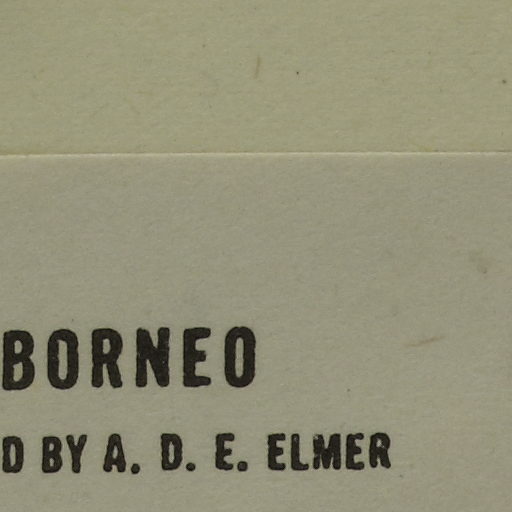 BORNEO
D BY A. D. E. ELMER